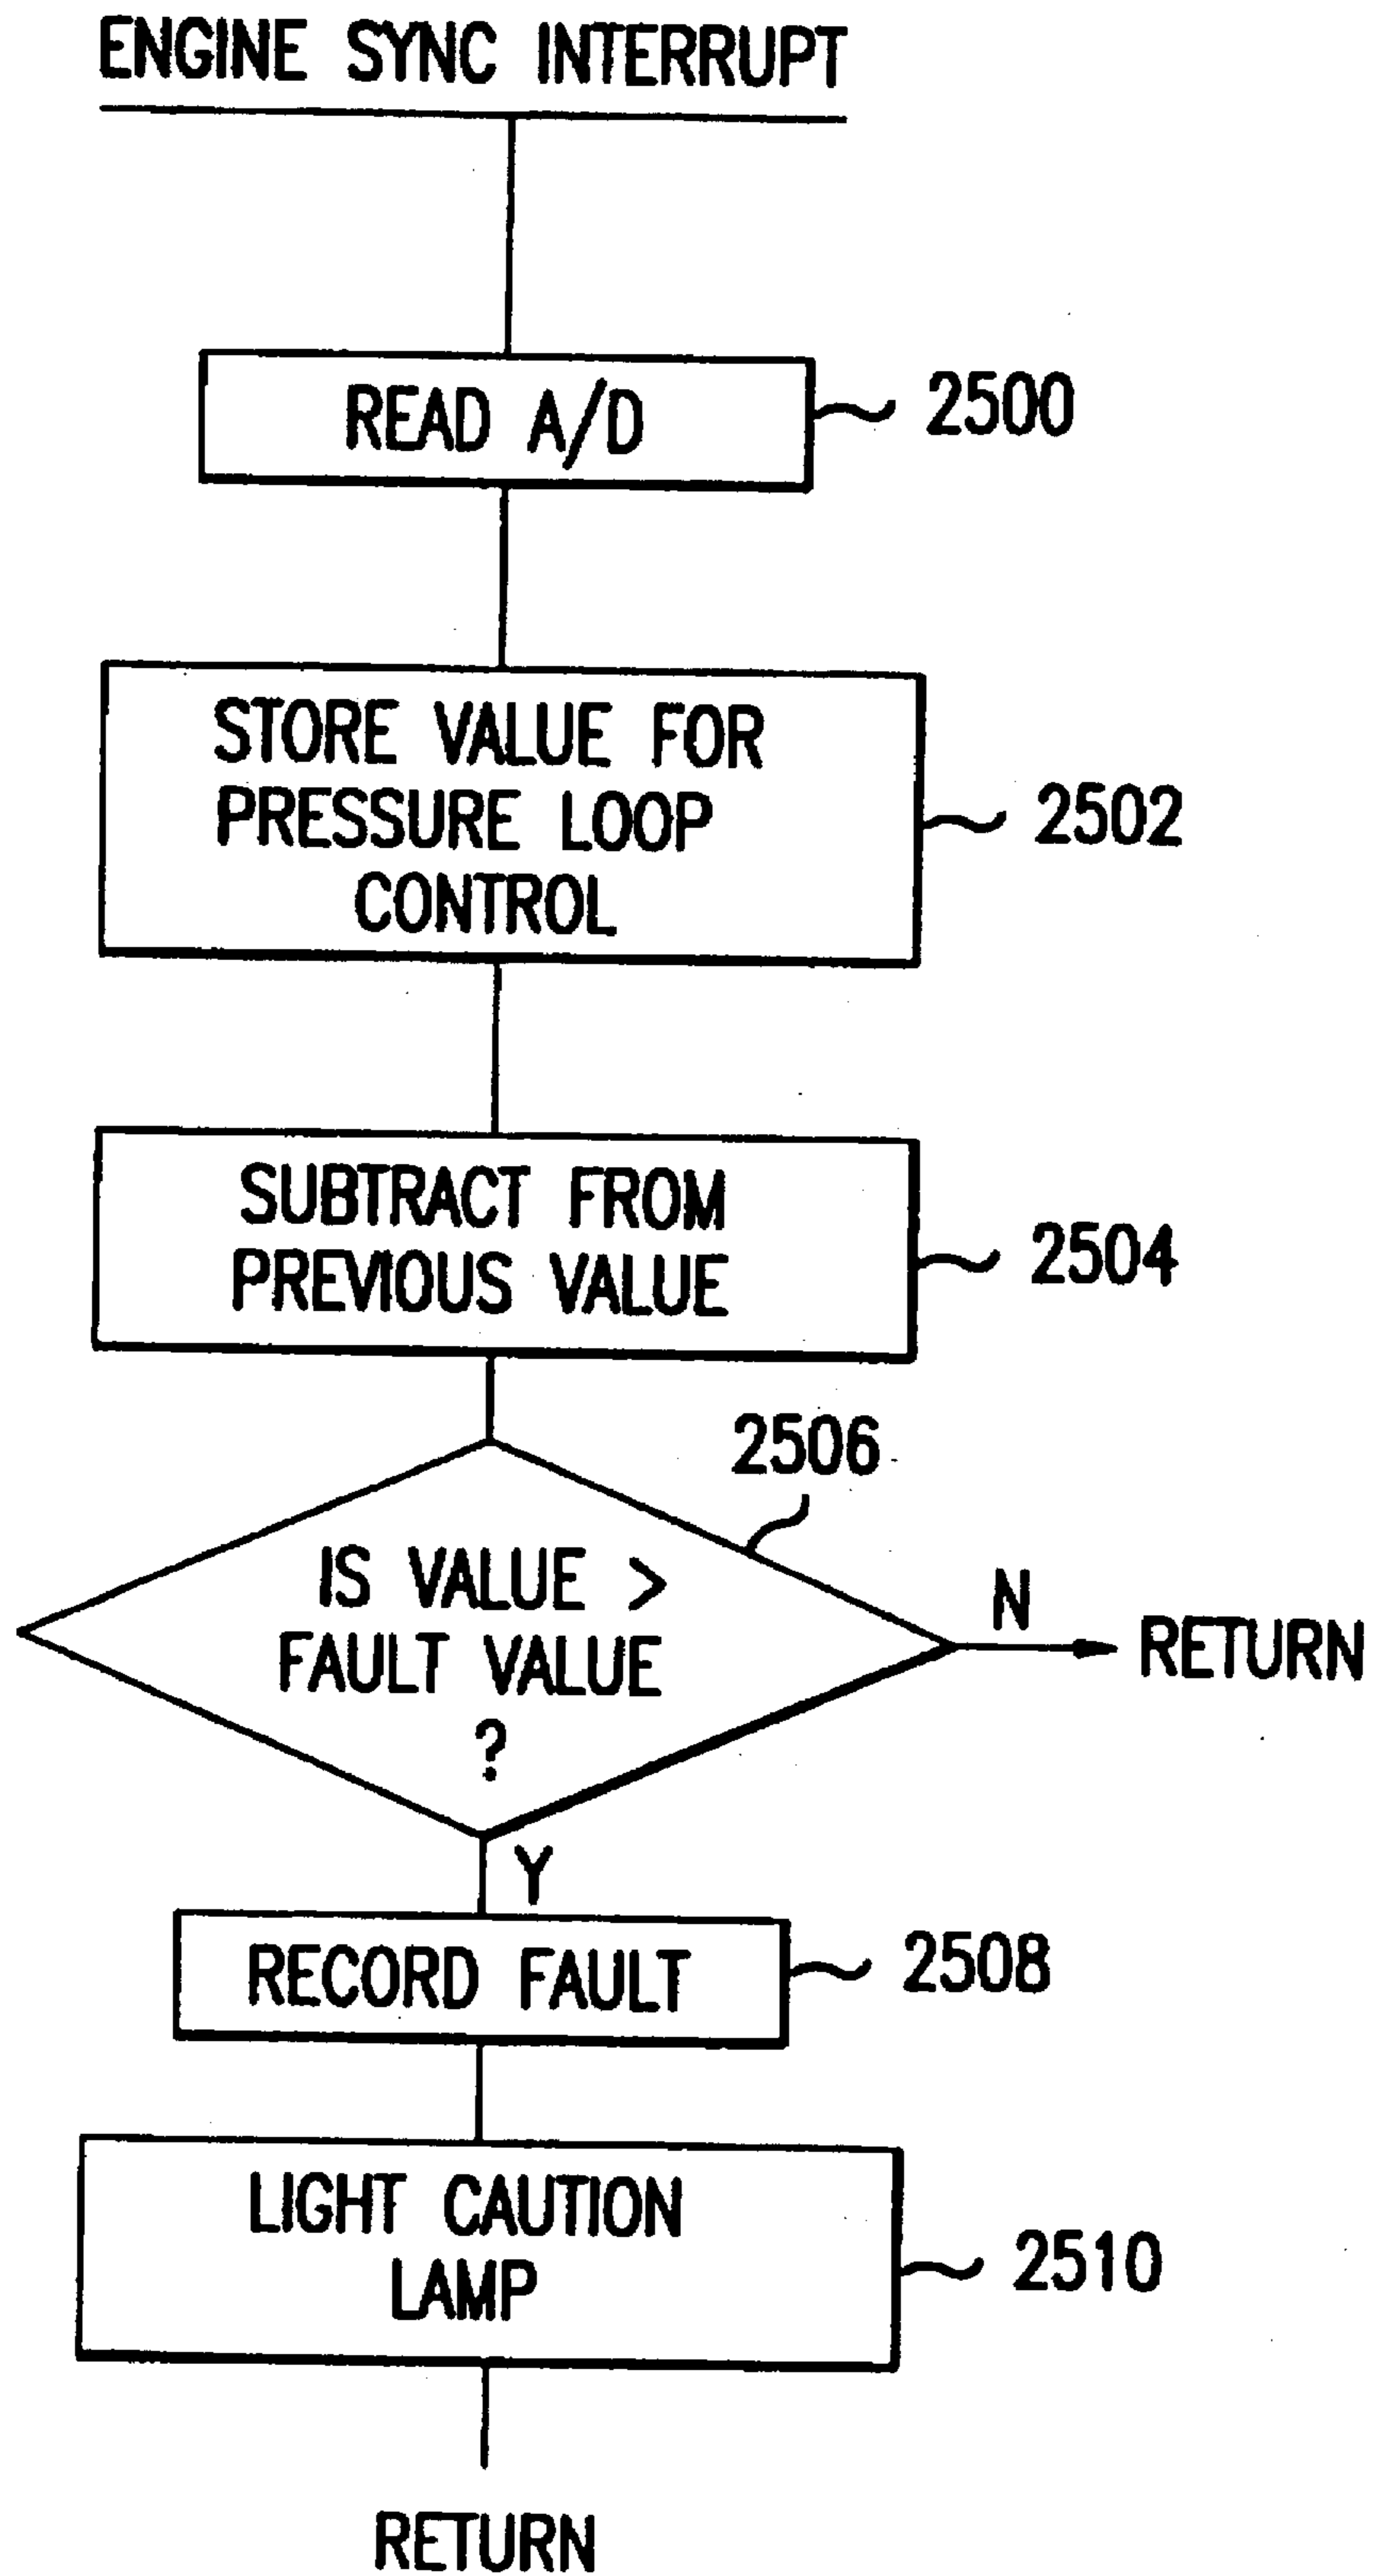 ENGINE SYNC INTERRUPT
READ A/D
2500
STORE VALUE FOR
PRESSURE LOOP
CONTROL
2502
SUBTRACT FROM
PREVIOUS VALUE
2504
2506
IS VALUE >
FAULT VALUE
?
N
RETURN
Y
RECORD FAULT
2508
LIGHT CAUTION
LAMP
2510
RETURN